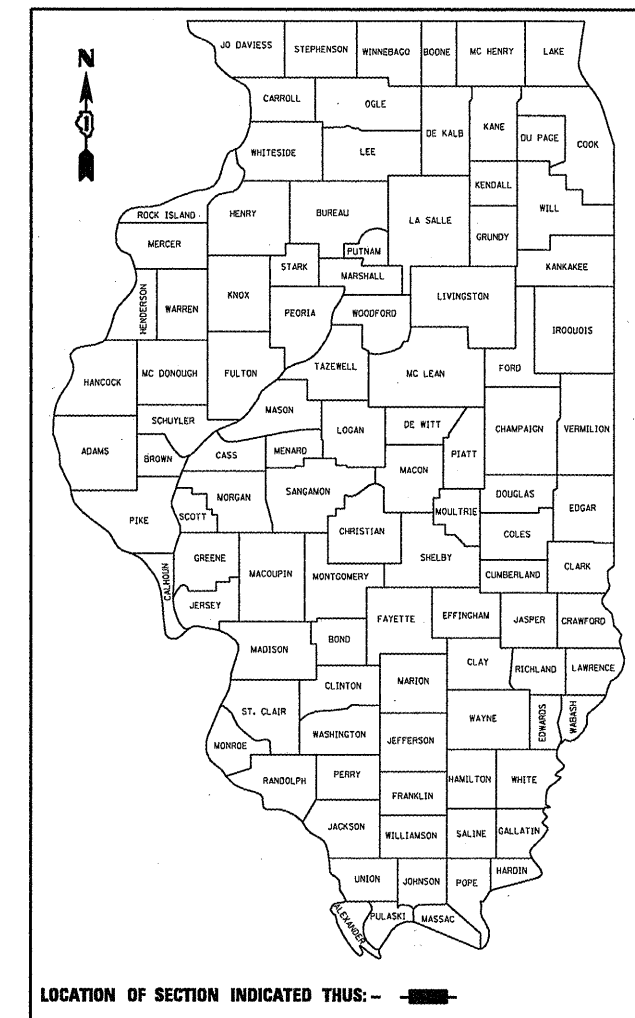 JO DAVIESS STEPHENSON WINNEBAGO BOONE MC HENRY LAKE
N
CARROLL OGLE
DE KALB KANE DU PAGE COOK
WHITESIDE LEE
KENDALL
ROCK ISLAND HENRY BUREAU LA SALLE WILL
MERCER PUTNAM GRUNDY
STARK MARSHALL KANKAKEE
HENDERSON WARREN KNOX PEORIA WOODFORD LIVINGSTON IROQUOIS
HANCOCK MC DONOUGH FULTON TAZEWELL MC LEAN FORD
SCHUYLER MASON LOGAN DE WITT CHAMPAIGN VERMILION
ADAMS BROWN CASS MENARD MACON PIATT
PIKE SCOTT MORGAN SANGAMON CHRISTIAN MOULTRIE DOUGLAS EDGAR
COLES
CALHOUN GREENE MACOUPIN MONTGOMERY SHELBY CUMBERLAND CLARK
JERSEY FAYETTE EFFINGHAM JASPER CRAWFORD
MADISON BOND
CLAY RICHLAND LAWRENCE
CLINTON MARION
ST. CLAIR WAYNE EDWARDS WABASH
MONROE WASHINGTON JEFFERSON
RANDOLPH PERRY HAMILTON WHITE
FRANKLIN
JACKSON WILLIAMSON SALINE GALLATIN
UNION JOHNSON POPE HARDIN
ALEXANDER PULASKI MASSAC
LOCATION OF SECTION INDICATED THUS: -